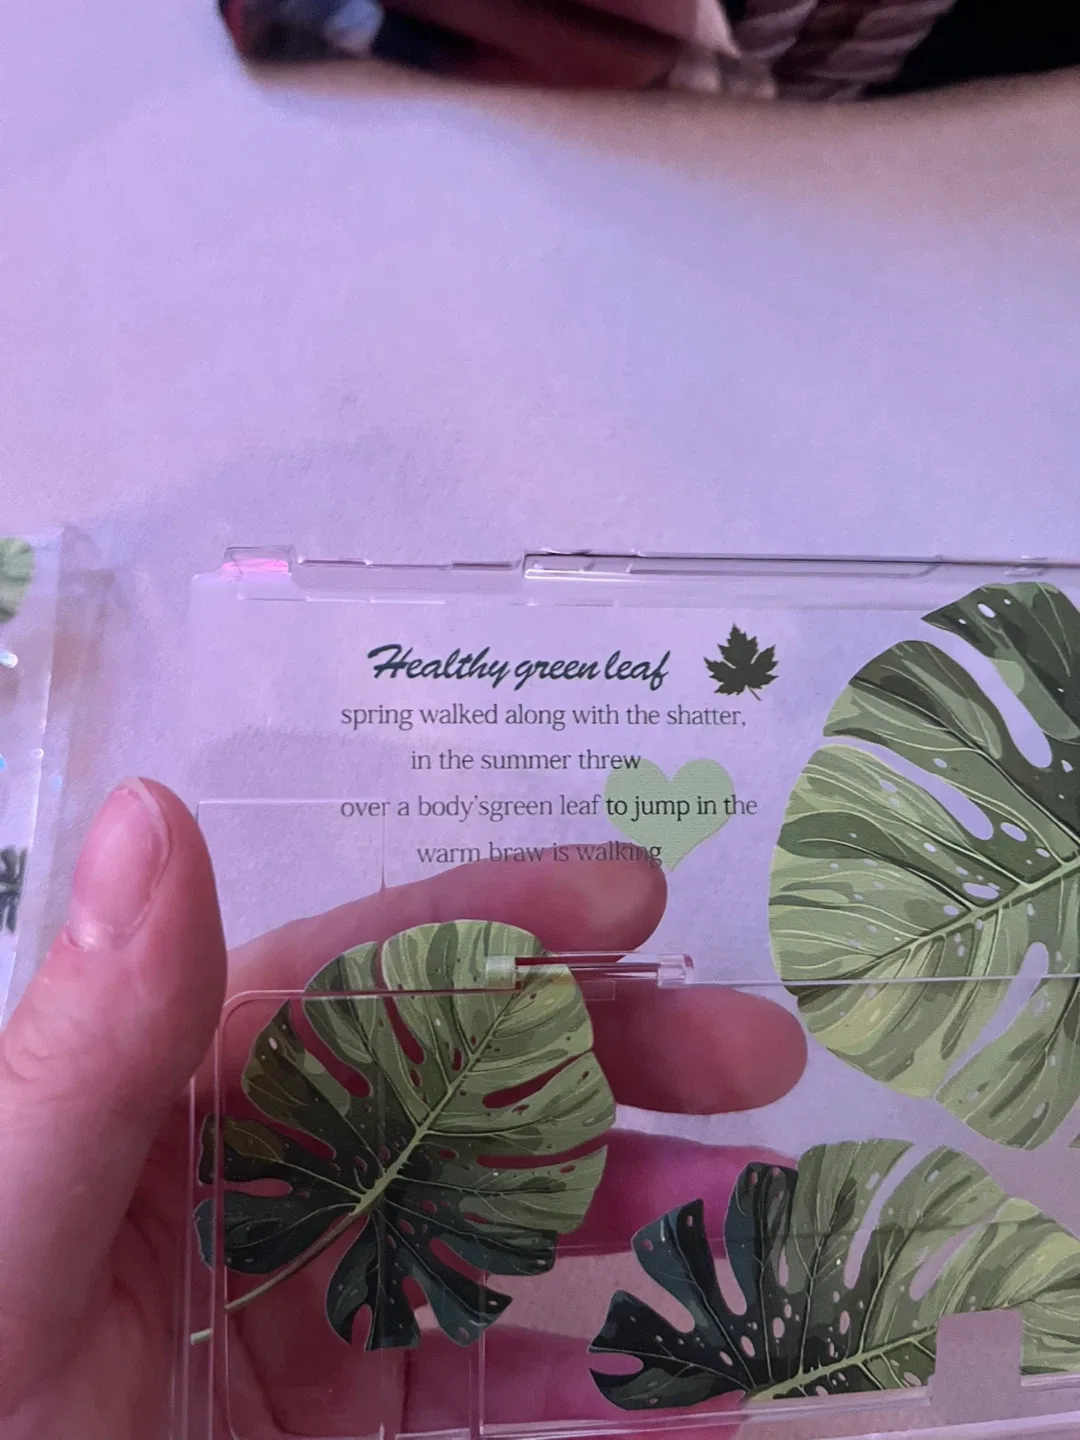 Healthy green leaf
spring walked along with the shatter,
in the summer threw
over a body'sgreen leaf to jump in the
warm braw is walking